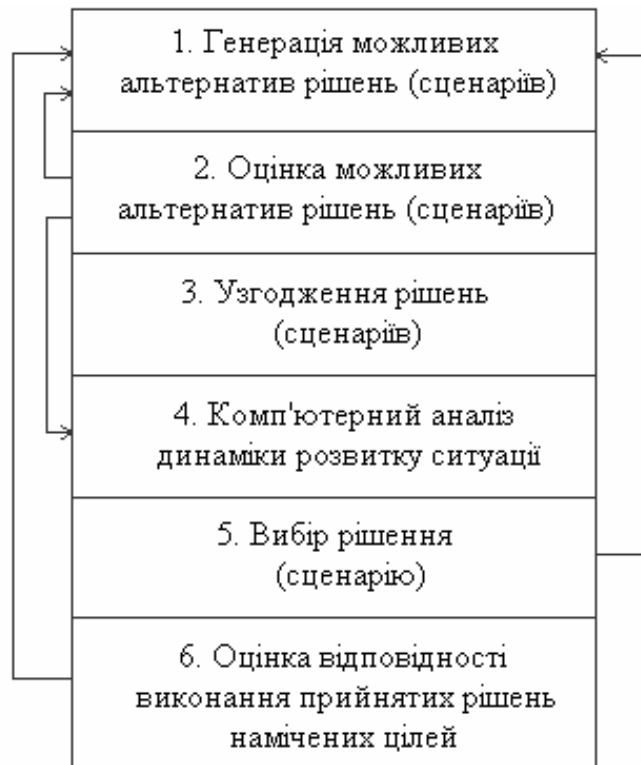 1. Генерація можливих
альтернатив рішень (сценаріїв)
2. Оцінка можливих
альтернатив рішень (сценаріїв)
3. Узгодження рішень
(сценаріїв)
4. Комп'ютерний аналіз
динаміки розвитку ситуації
5. Вибір рішення
(сценарію)
6. Оцінка відповідності
виконання прийнятих рішень
намічених цілей